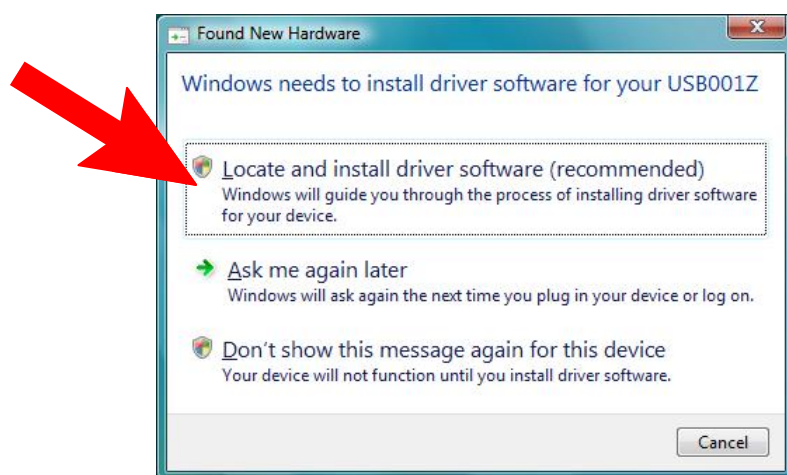 Found New Hardware
Windows needs to install driver software for your USB001Z
Locate and install driver software (recommended)
Windows will guide you through the process of installing driver software
for your device.
Ask me again later
Windows will ask again the next time you plug in your device or log on.
Don't show this message again for this device
Your device will not function until you install driver software.
Cancel